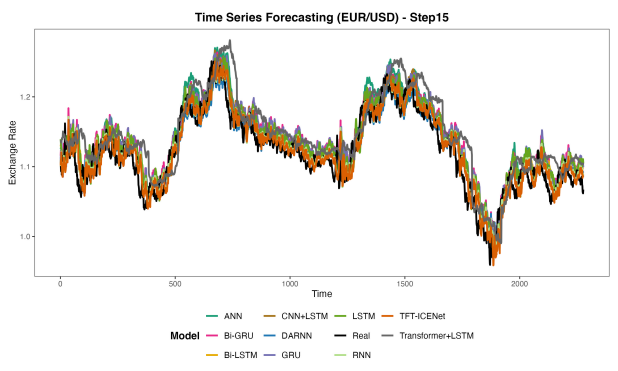 Time Series Forecasting (EUR/USD) - Step15
Exchange Rate
1.2
1.1
1.0
0 500 1000 1500 2000
Time
Model
ANN CNN+LSTM LSTM TFT-ICENet
Bi-GRU DARNN Real Transformer+LSTM
Bi-LSTM GRU RNN